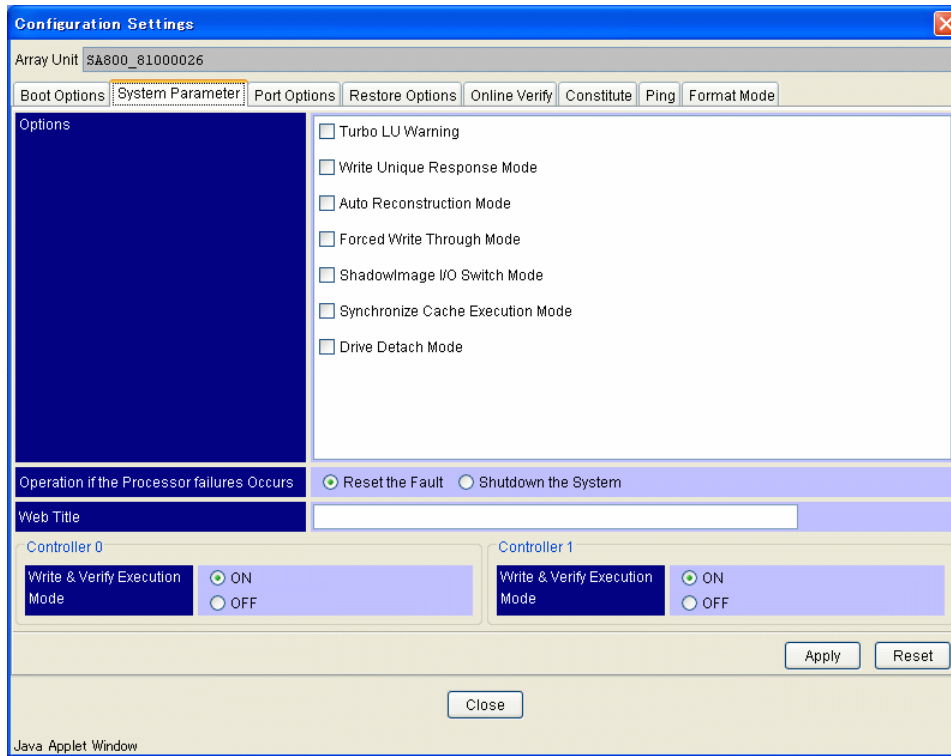 Configuration Settings
Array Unit SA800_81000026
Boot Options System Parameter Port Options Restore Options Online Verify Constitute Ping Format Mode
Options
Turbo LU Warning
Write Unique Response Mode
Auto Reconstruction Mode
Forced Write Through Mode
ShadowImage I/O Switch Mode
Synchronize Cache Execution Mode
Drive Detach Mode
Operation if the Processor failures Occurs Reset the Fault Shutdown the System
Web Title
Controller 0
Write & Verify Execution
Mode
ON
OFF
Controller 1
Write & Verify Execution
Mode
ON
OFF
Apply Reset
Close
Java Applet Window